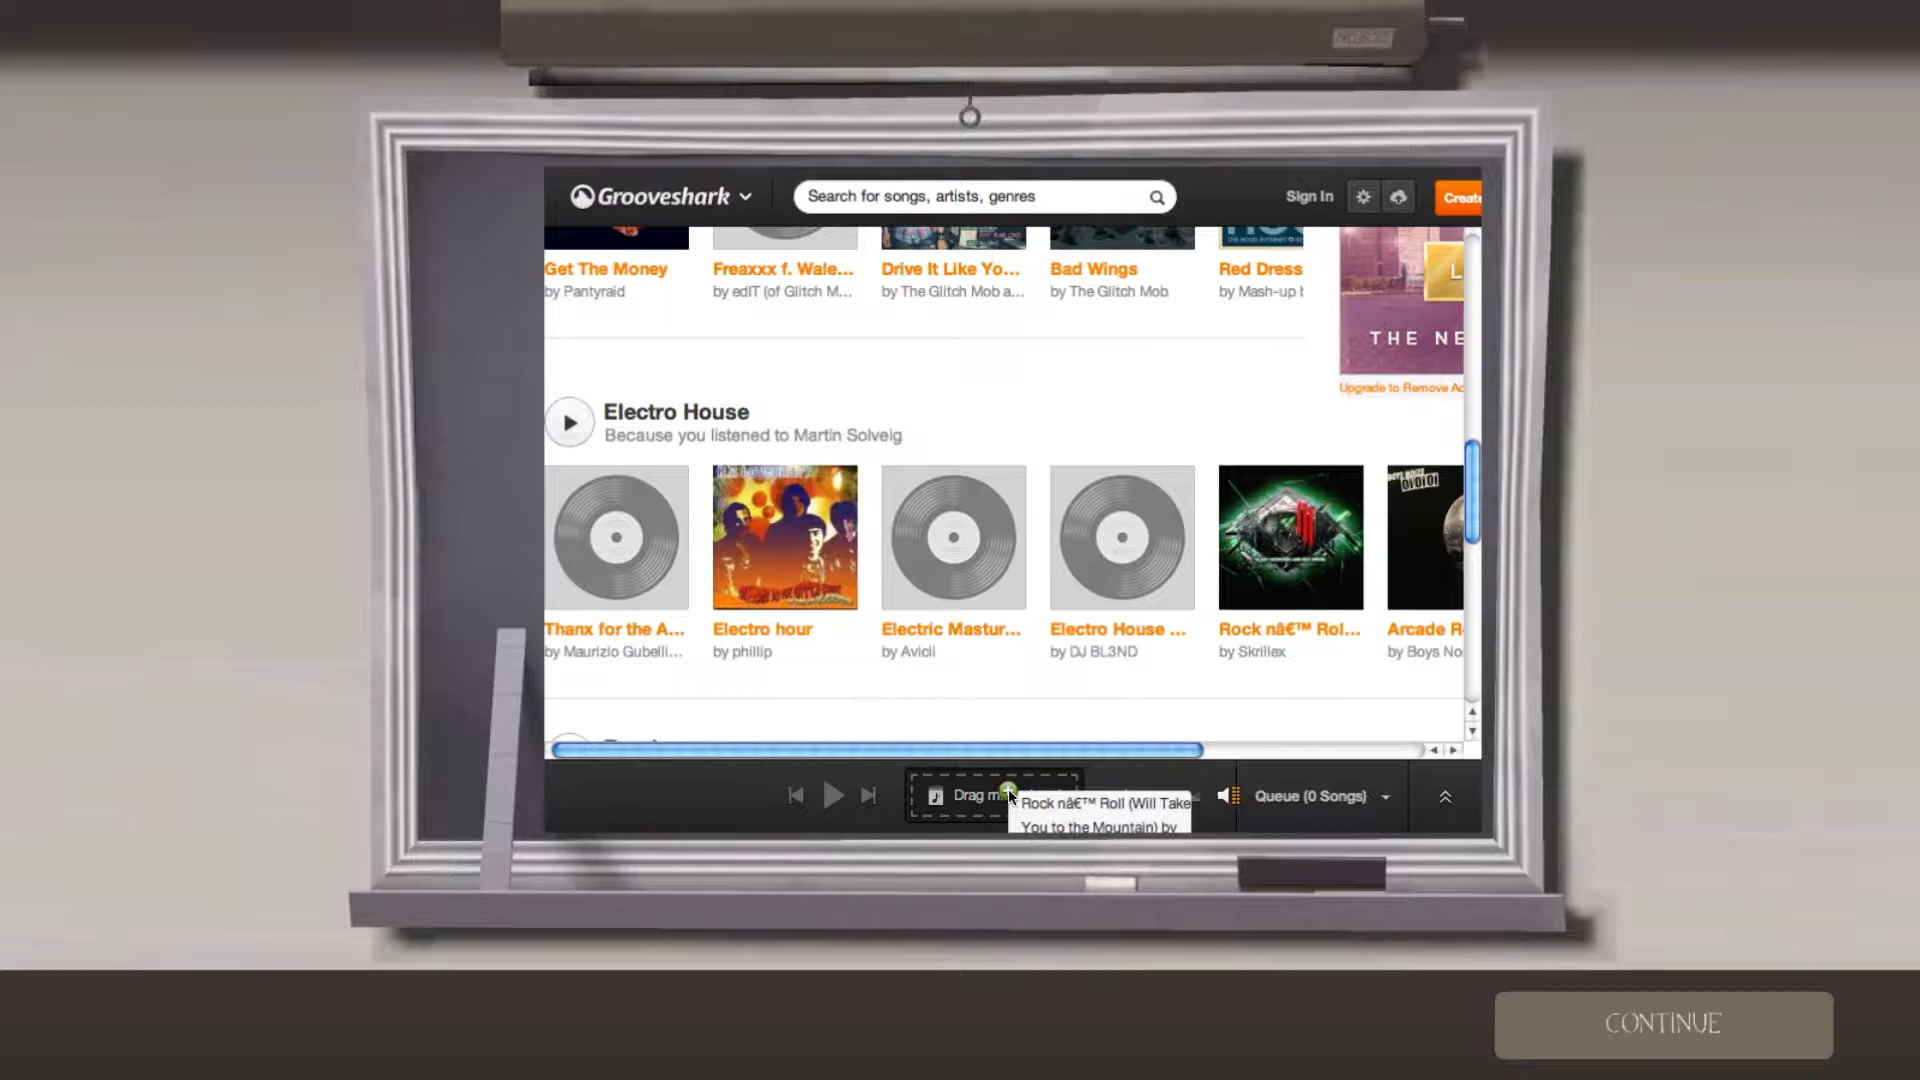 Grooveshark
Search for songs, artists, genres
Sign In
Create
Get The Money
by Pantyraid
Freaxxx f. Wale...
by edIT (of Glitch M...
Drive It Like Yo...
by The Glitch Mob a...
Bad Wings
by The Glitch Mob
Red Dress
by Mash-up b
THE NE
Upgrade to Remove Ad
Electro House
Because you listened to Martin Solveig
Thanx for the A...
by Maurizio Gubelli...
Electro hour
by phillip
Electric Mastur...
by Avicii
Electro House ...
by DJ BL3ND
Rock nâ€™ Rol...
by Skrillex
Arcade R
by Boys No
Drag m
Rock nâ€™ Roll (Will Take
You to the Mountain) by
Queue (0 Songs)
CONTINUE